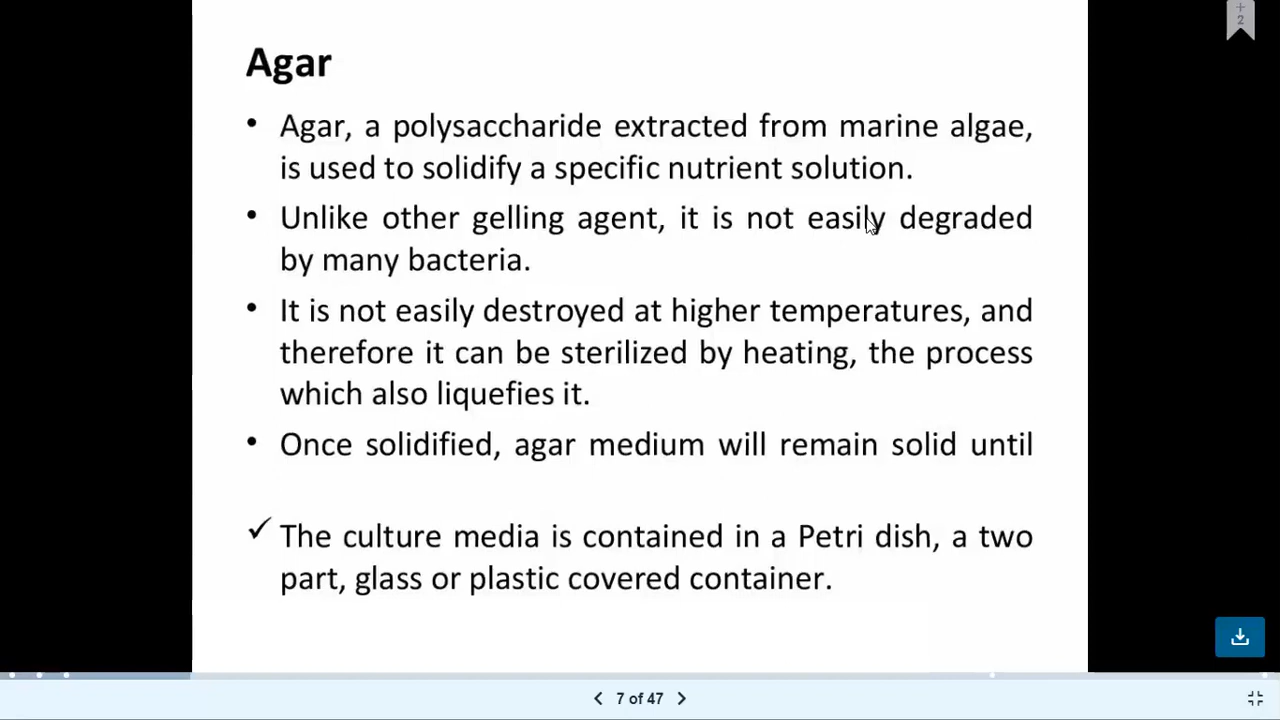 Agar
• Agar, a polysaccharide extracted from marine algae,
is used to solidify a specific nutrient solution.
• Unlike other gelling agent, it is not easily degraded
by many bacteria.
• It is not easily destroyed at higher temperatures, and
therefore it can be sterilized by heating, the process
which also liquefies it.
• Once solidified, agar medium will remain solid until
✓ The culture media is contained in a Petri dish, a two
part, glass or plastic covered container.
+
2
7 of 47